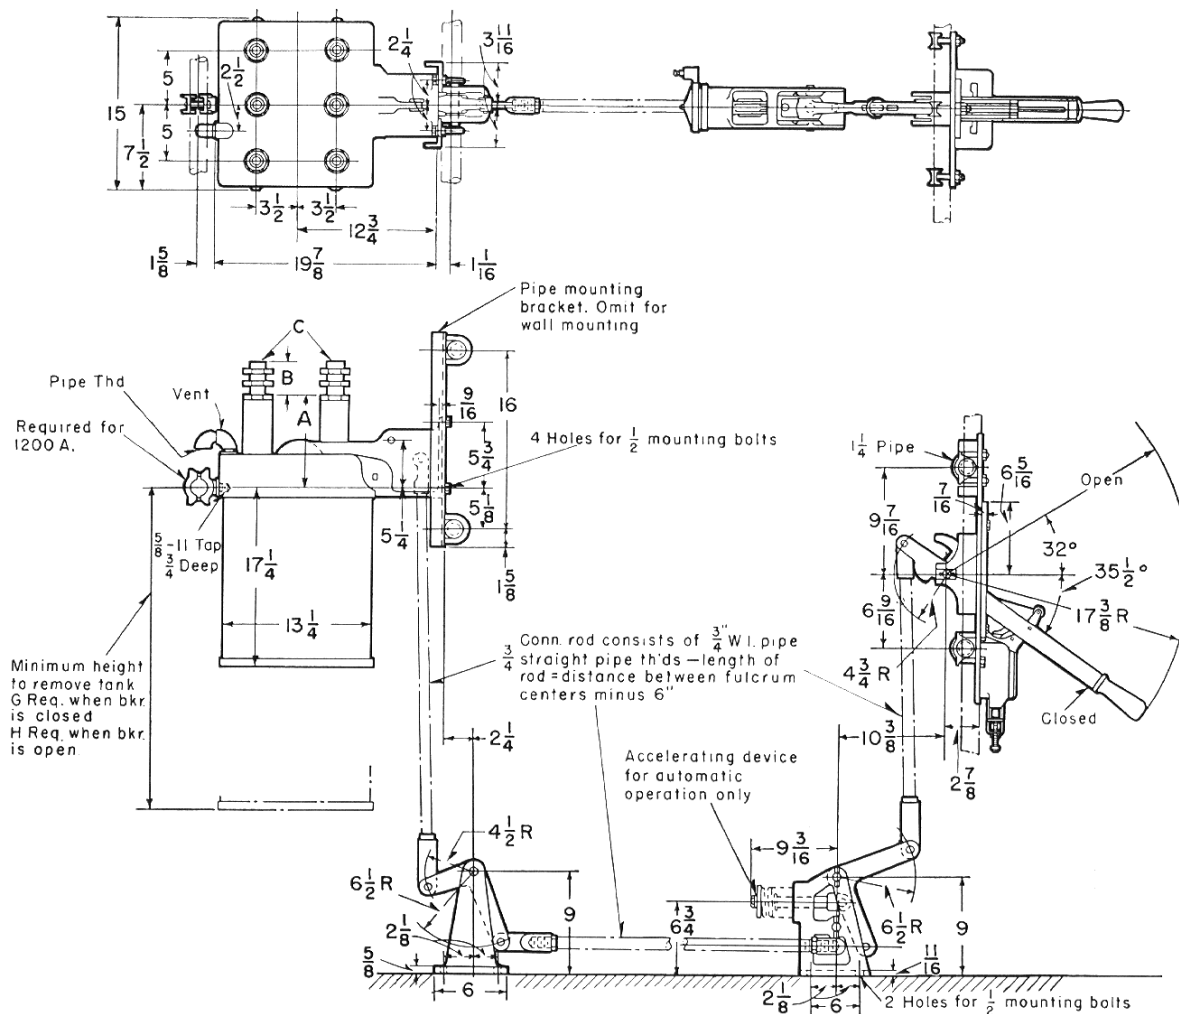 15
5
5
7 1/2
2 1/2
2 1/4
3 11/16
3 1/2
3 1/2
12 3/4
1 5/8
19 7/8
1 1/16
Pipe mounting
bracket. Omit for
wall mounting
C
B
A
Pipe Thd
Vent
Required for
1200 A.
9/16
16
5 3/4
4 Holes for 1/2 mounting bolts
5 1/8
5 1/4
1 5/8
5/8 -11 Tap
3/4 Deep
17 1/4
13 1/4
Minimum height
to remove tank
G Req. when bkr.
is closed
H Req. when bkr.
is open.
1 1/4 Pipe
6 5/16
Open
7/16
9 7/16
32°
35 1/2°
6 9/16
17 3/8 R
4 3/4 R
Closed
3/4
Conn. rod consists of 3/4" W I. pipe
straight pipe th'ds — length of
rod = distance between fulcrum
centers minus 6"
2 1/4
10 3/8
2 7/8
Accelerating device
for automatic
operation only
4 1/2 R
9 3/16
6 1/2 R
9
2 1/8
5/8
6
6 3/4
6 1/2 R
9
11/16
2 1/8
6
2 Holes for 1/2 mounting bolts